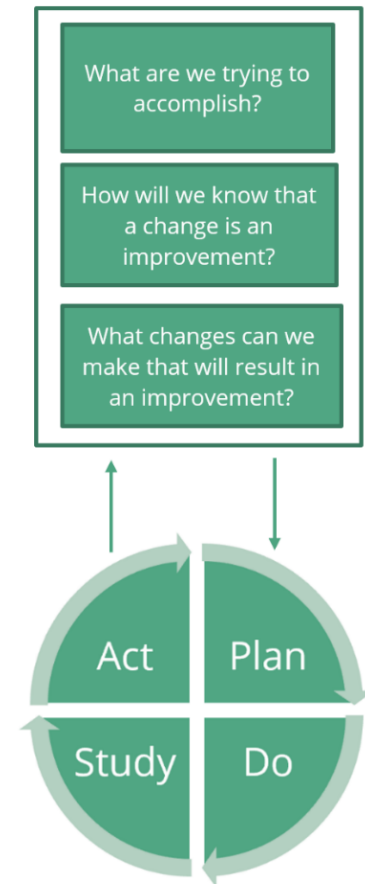 What are we trying to
accomplish?
How will we know that
a change is an
improvement?
What changes can we
make that will result in
an improvement?
Act
Plan
Study
Do